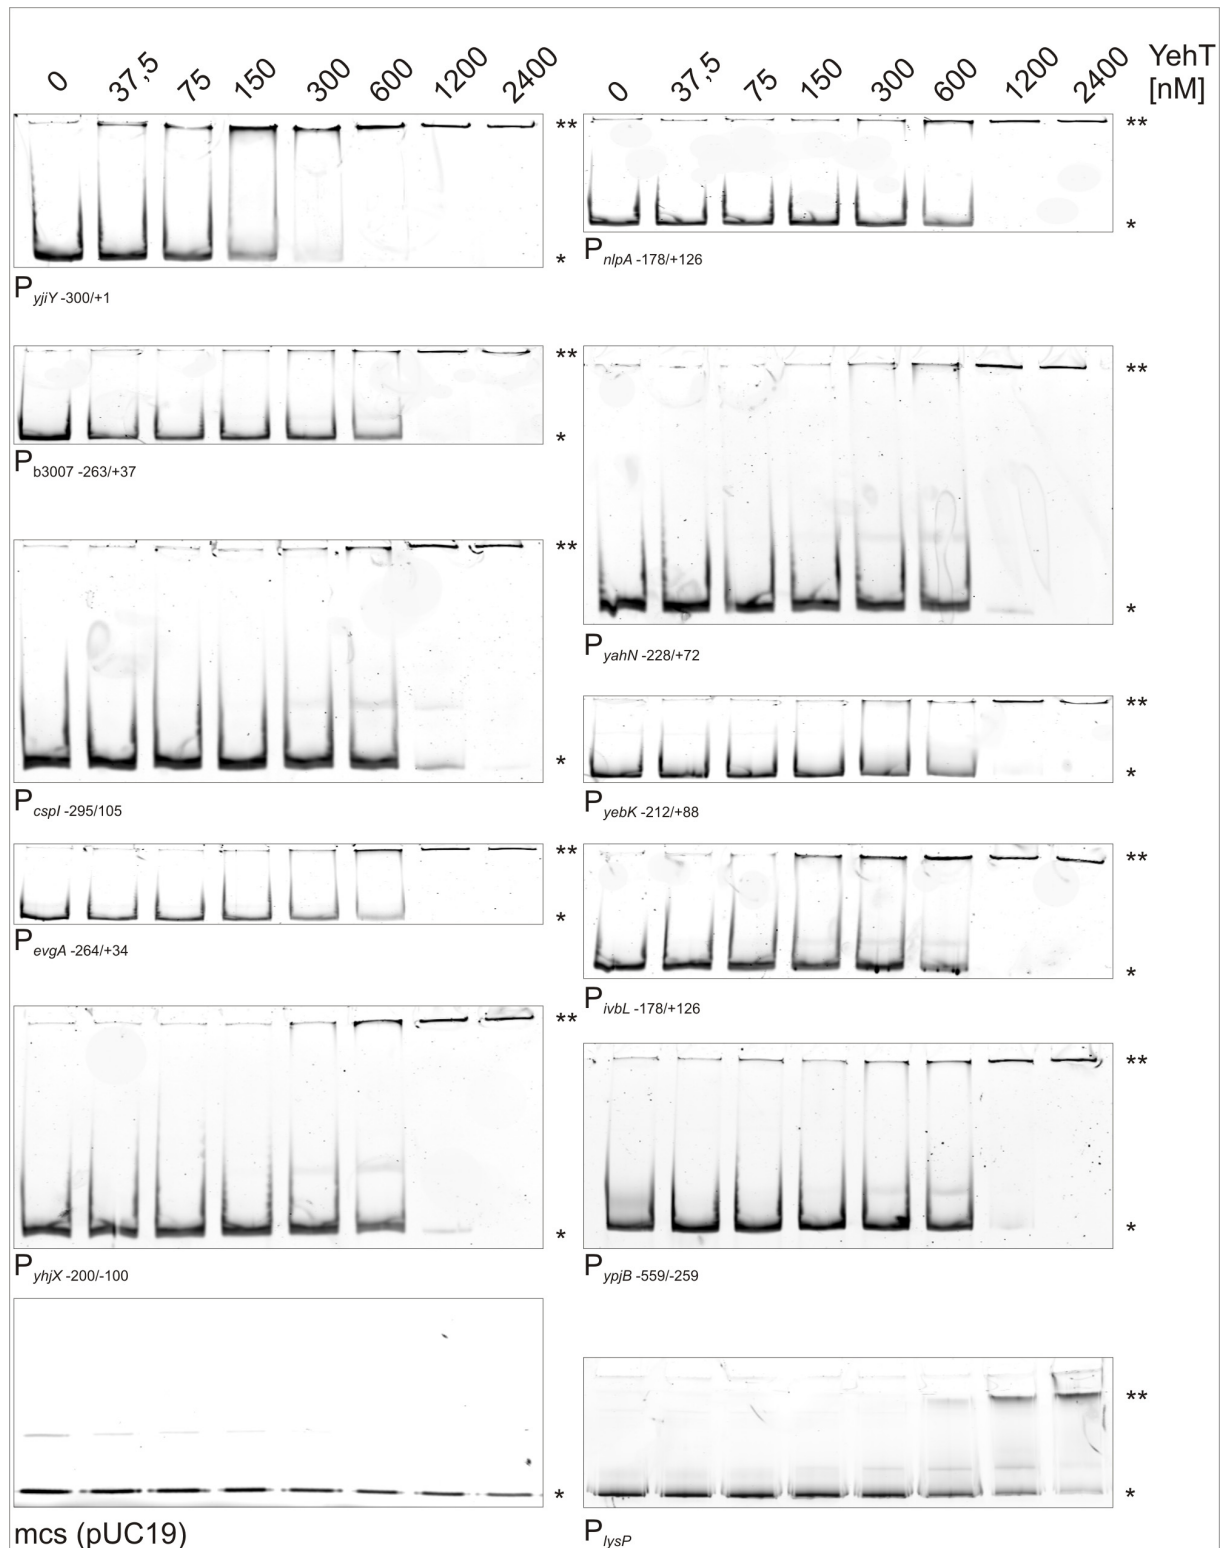 0 37,5 75 150 300 600 1200 2400 0 37,5 75 150 300 600 1200 2400 YehT
[nM]
** **
* *
P yjiY -300/+1 P nlpA -178/+126
** **
* *
P b3007 -263/+37 P yahN -228/+72
** **
* *
P cspI -295/105 P yebK -212/+88
** **
* *
P evgA -264/+34 P ivbL -178/+126
** **
* *
P yhjX -200/-100 P ypjB -559/-259
**
* *
mcs (pUC19) P lysP